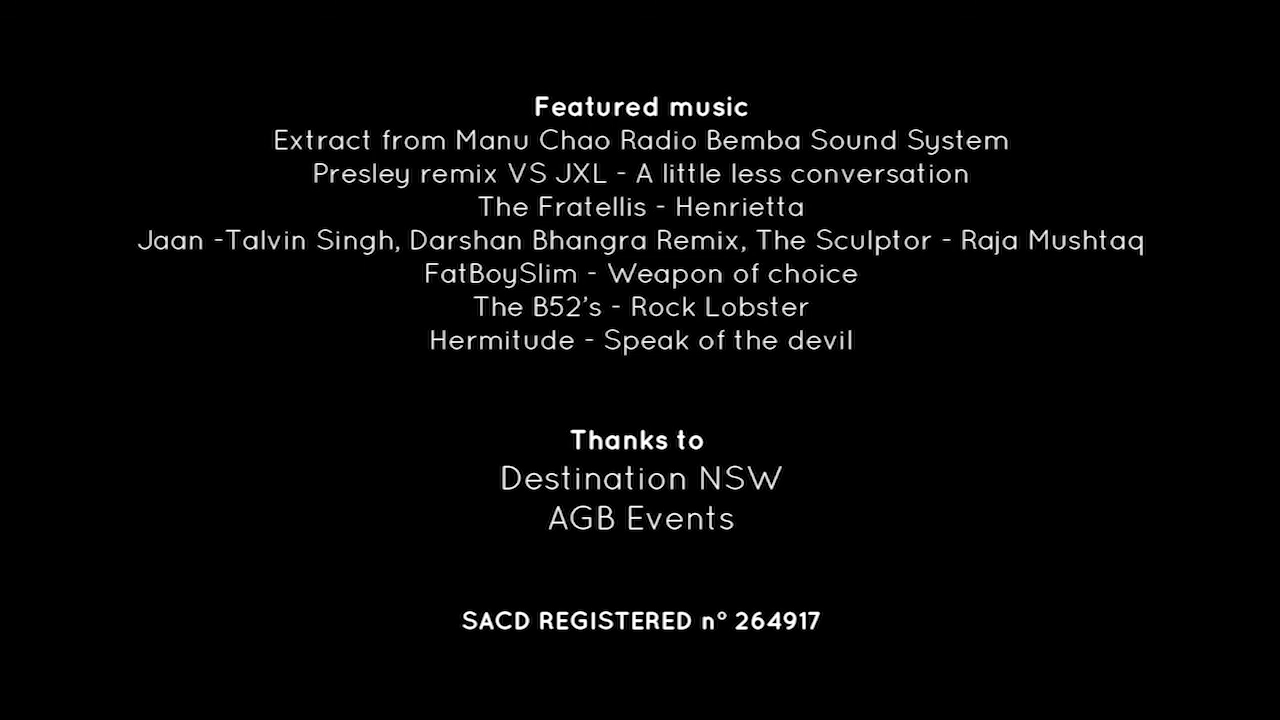 Featured music
Extract from Manu Chao Radio Bemba Sound System
Presley remix VS JXL - A little less conversation
The Fratellis - Henrietta
Jaan -Talvin Singh, Darshan Bhangra Remix, The Sculptor - Raja Mushtaq
FatBoySlim - Weapon of choice
The B52's - Rock Lobster
Hermitude - Speak of the devil
Thanks to
Destination NSW
AGB Events
SACD REGISTERED n° 264917